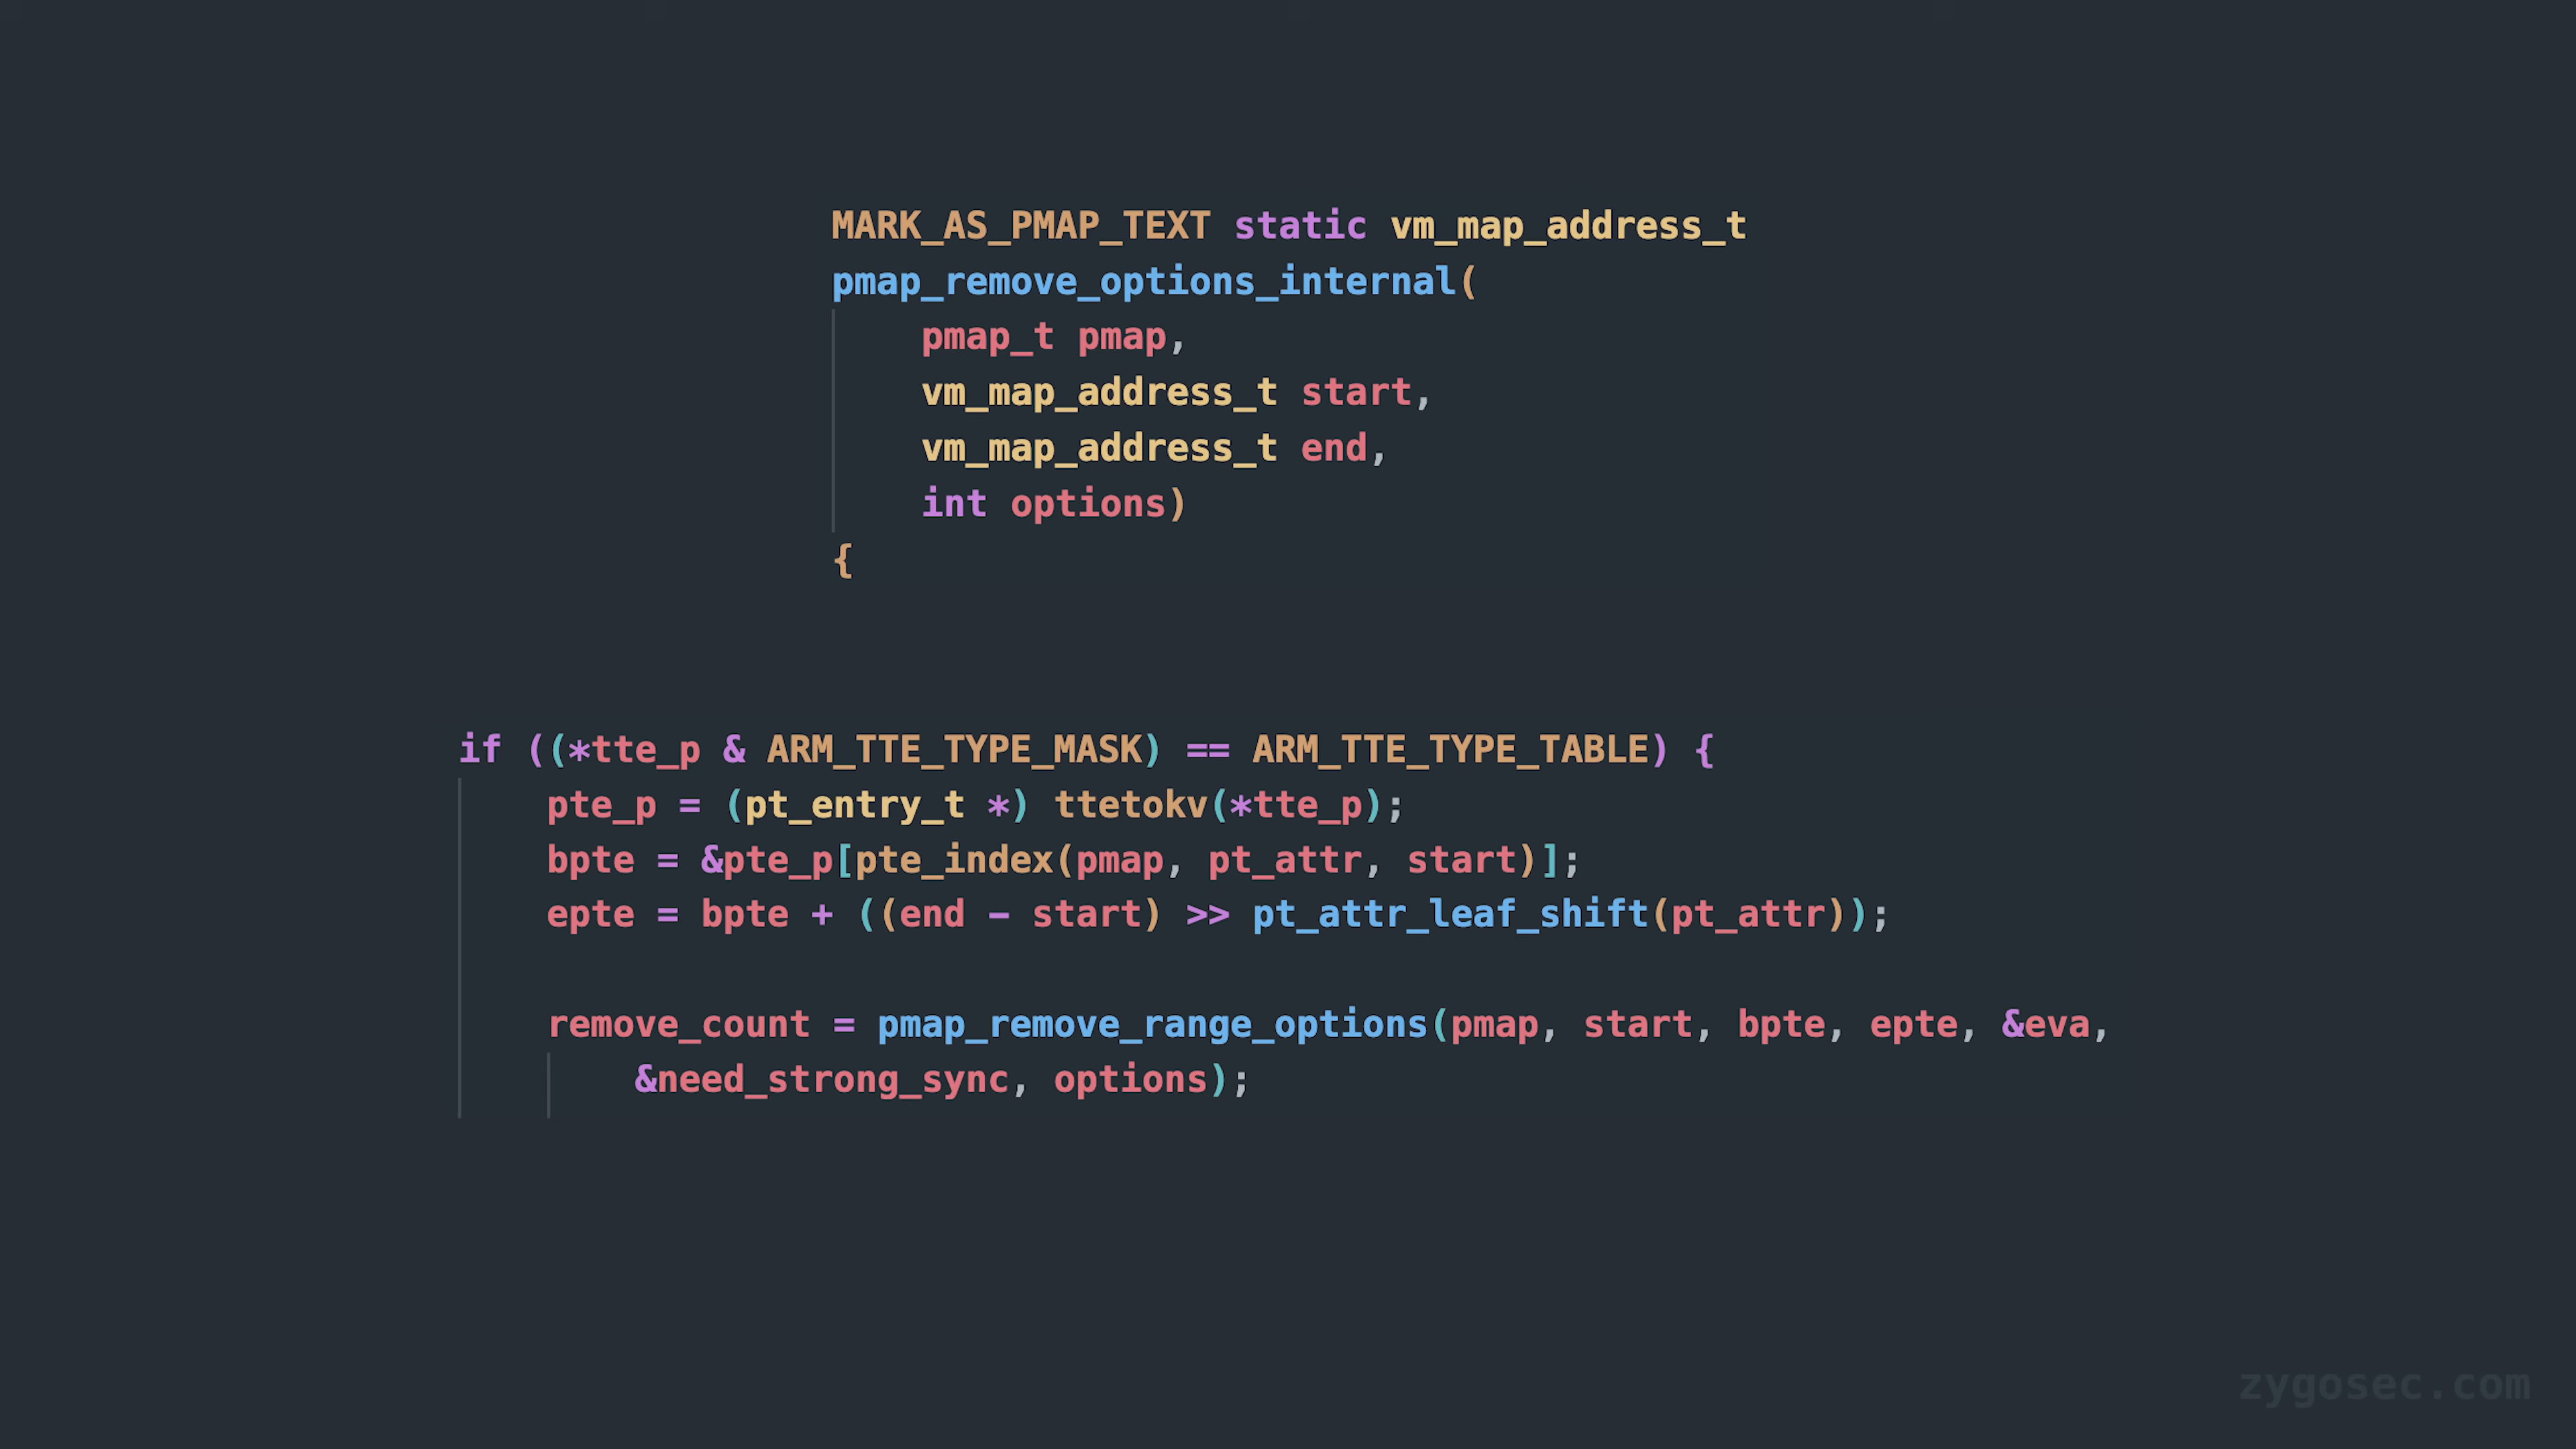 MARK_AS_PMAP_TEXT static vm_map_address_t
pmap_remove_options_internal(
    pmap_t pmap,
    vm_map_address_t start,
    vm_map_address_t end,
    int options)
{
if ((*tte_p & ARM_TTE_TYPE_MASK) == ARM_TTE_TYPE_TABLE) {
    pte_p = (pt_entry_t *) ttetokv(*tte_p);
    bpte = &pte_p[pte_index(pmap, pt_attr, start)];
    epte = bpte + ((end - start) >> pt_attr_leaf_shift(pt_attr));
    remove_count = pmap_remove_range_options(pmap, start, bpte, epte, &eva,
        &need_strong_sync, options);
zygosec.com